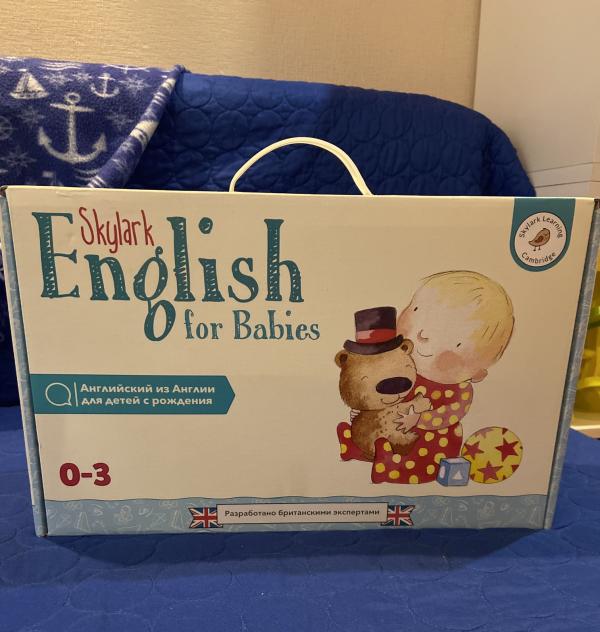 Skylark
English
for Babies
Skylark Learning
Cambridge
Английский из Англии
для детей с рождения
0-3
Разработано британскими экспертами